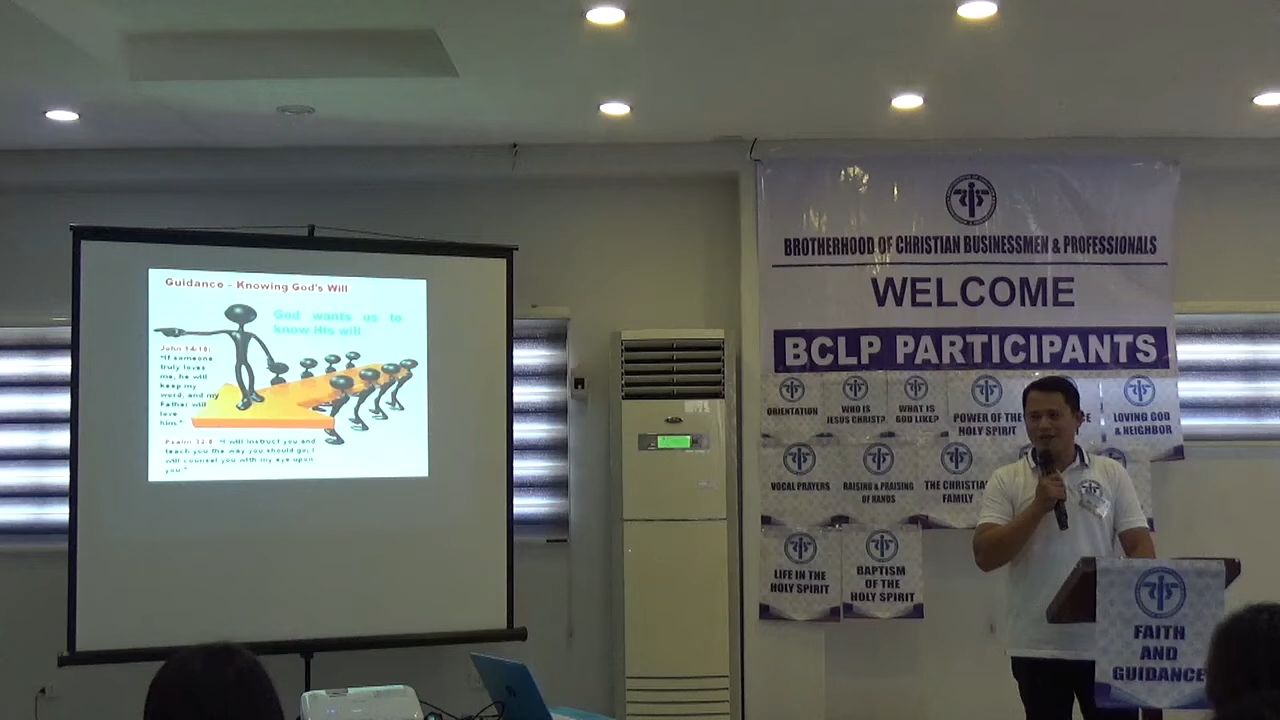 Guidance – Knowing God's Will
God wants us to
know His will
John 14:18:
"If someone
truly loves
me, he will
keep my
word, and my
Father will
love
him."
Psalm 32:8 "I will instruct you and
teach you the way you should go; I
will counsel you with my eye upon
you."
BROTHERHOOD OF CHRISTIAN BUSINESSMEN & PROFESSIONALS
WELCOME
BCLP PARTICIPANTS
ORIENTATION
WHO IS
JESUS CHRIST?
WHAT IS
GOD LIKE?
POWER OF THE
HOLY SPIRIT
LOVING GOD
& NEIGHBOR
VOCAL PRAYERS
RAISING & PRAISING
OF HANDS
THE CHRISTIAN
FAMILY
LIFE IN THE
HOLY SPIRIT
BAPTISM
OF THE
HOLY SPIRIT
FAITH
AND
GUIDANCE